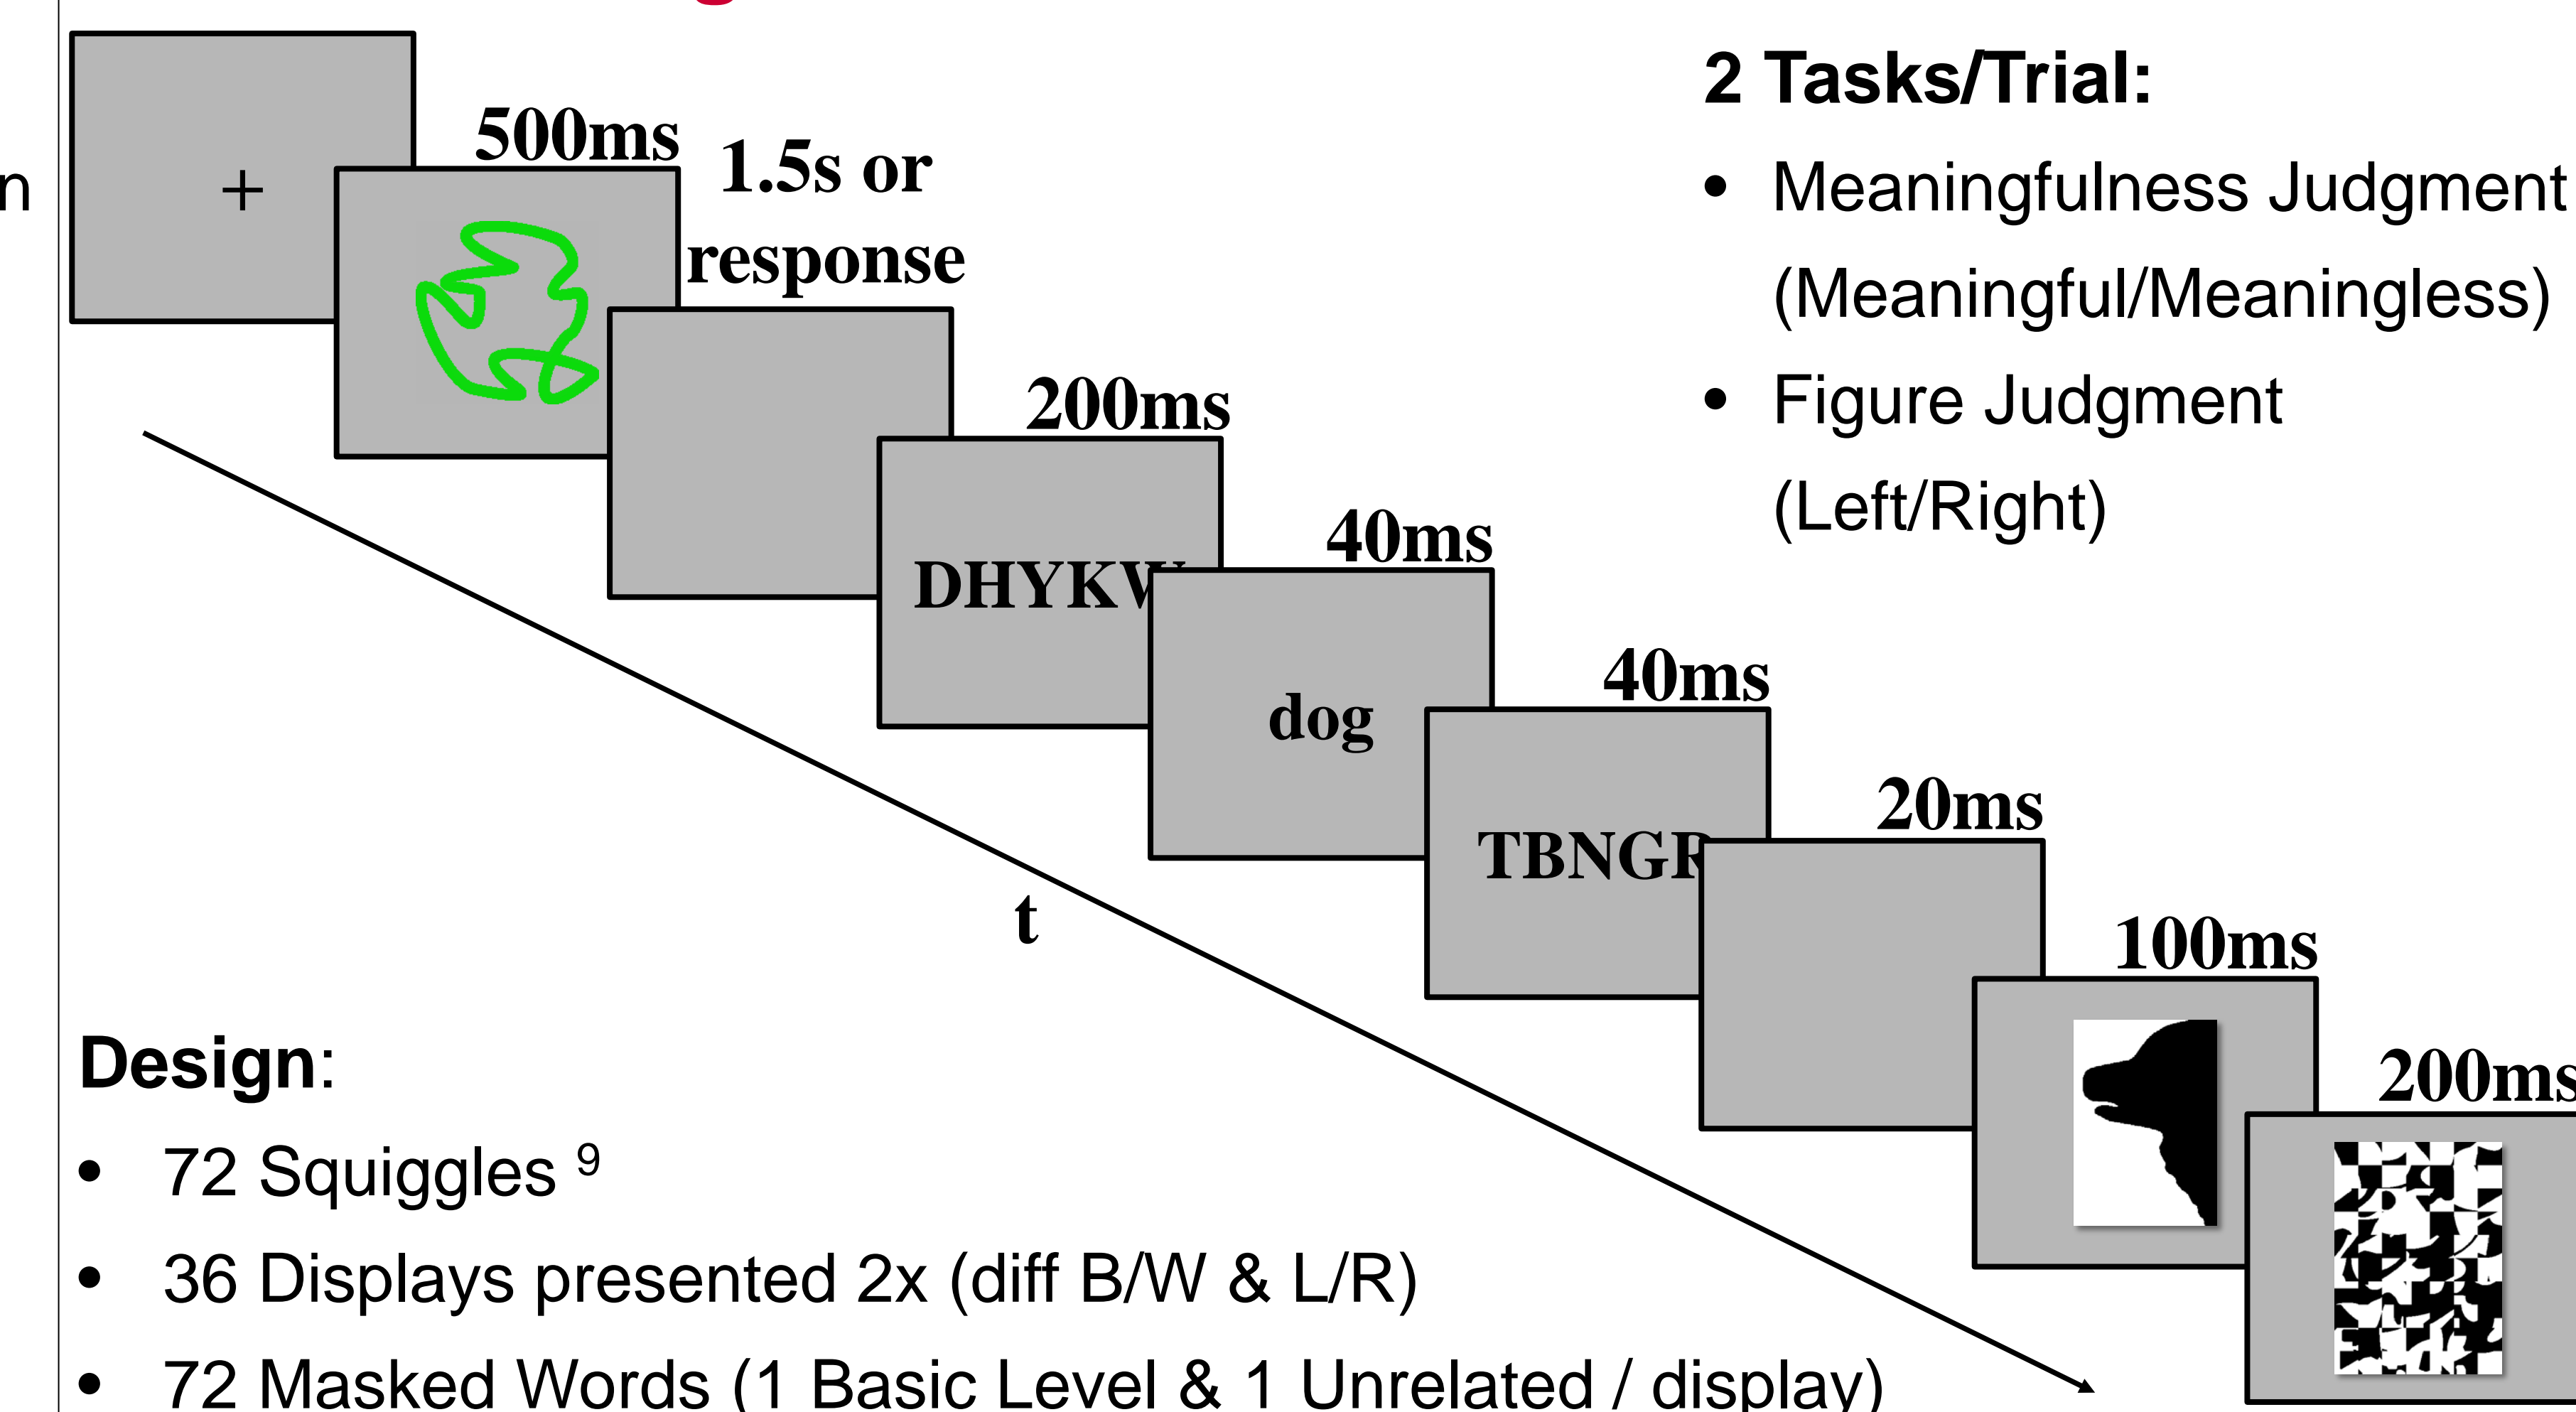 n
+
500ms
1.5s or
response
200ms
DHYKW
40ms
dog
40ms
TBNGR
20ms
100ms
200ms
t
2 Tasks/Trial:
• Meaningfulness Judgment
(Meaningful/Meaningless)
• Figure Judgment
(Left/Right)
Design:
• 72 Squiggles ⁹
• 36 Displays presented 2x (diff B/W & L/R)
• 72 Masked Words (1 Basic Level & 1 Unrelated / display)